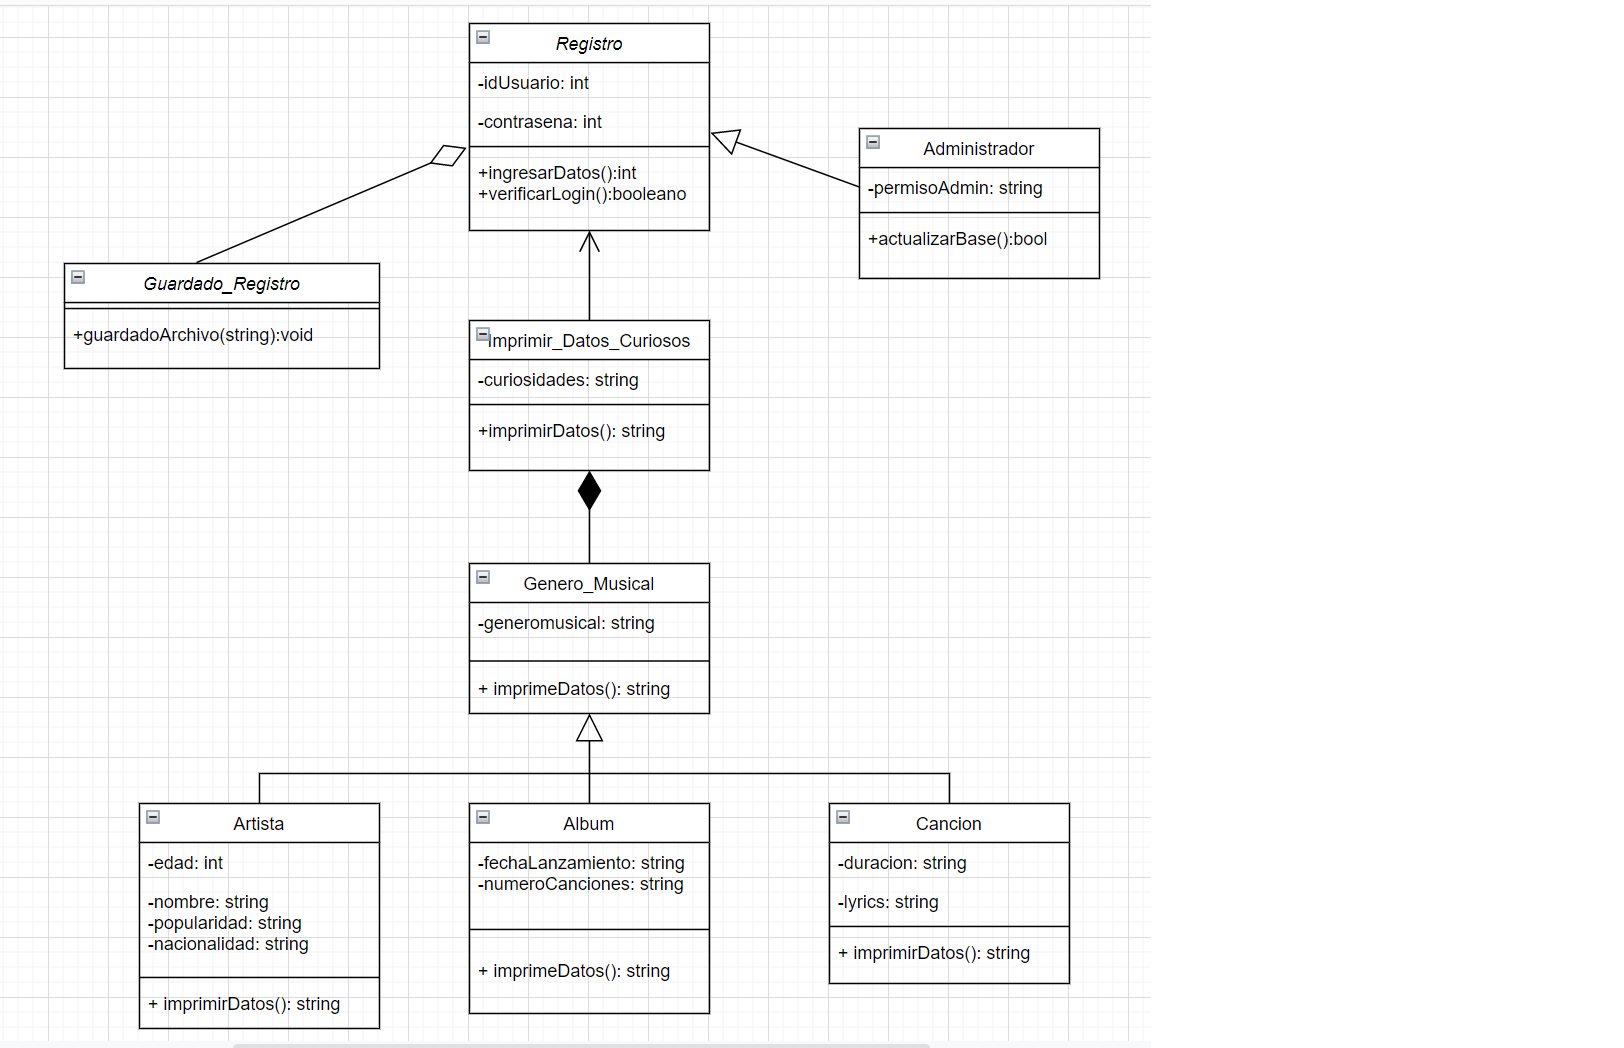 Registro
-idUsuario: int
-contrasena: int
+ingresarDatos():int
+verificarLogin():booleano
Administrador
-permisoAdmin: string
+actualizarBase():bool
Guardado_Registro
+guardadoArchivo(string):void
Imprimir_Datos_Curiosos
-curiosidades: string
+imprimirDatos(): string
Genero_Musical
-generomusical: string
+ imprimeDatos(): string
Artista
-edad: int
-nombre: string
-popularidad: string
-nacionalidad: string
+ imprimirDatos(): string
Album
-fechaLanzamiento: string
-numeroCanciones: string
+ imprimeDatos(): string
Cancion
-duracion: string
-lyrics: string
+ imprimirDatos(): string